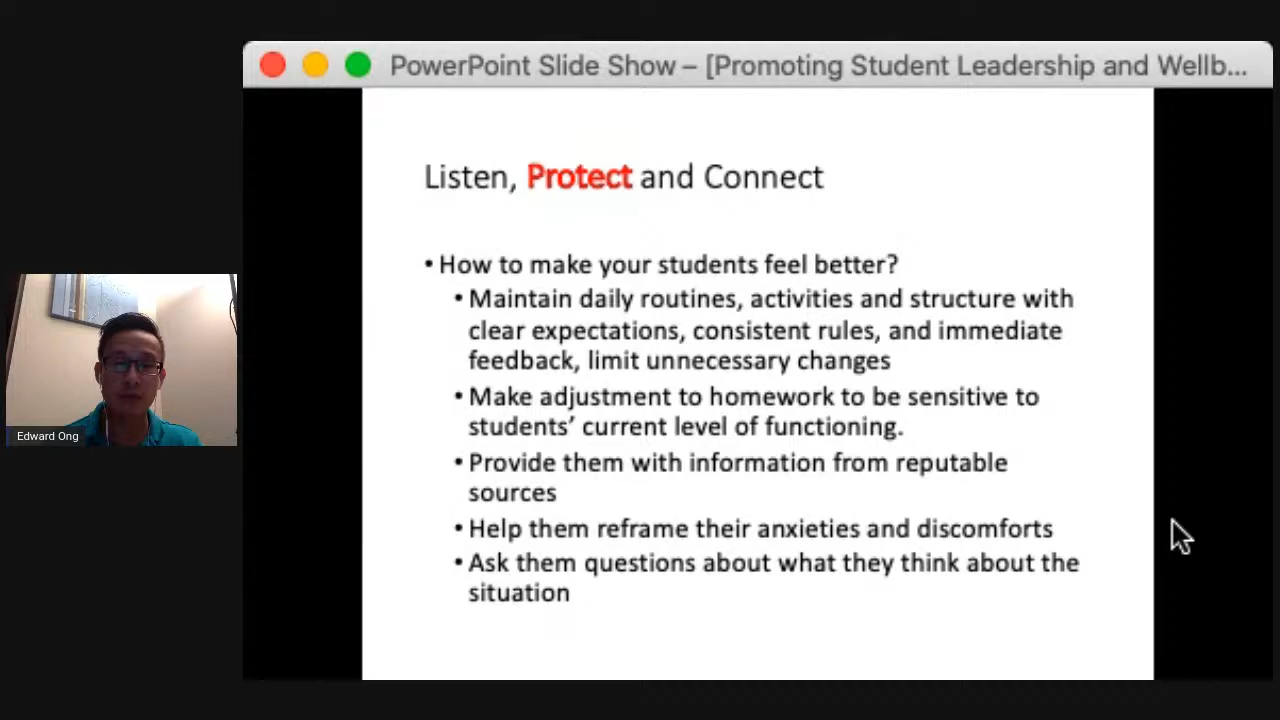 PowerPoint Slide Show – [Promoting Student Leadership and Wellb...
Listen, Protect and Connect
• How to make your students feel better?
• Maintain daily routines, activities and structure with
clear expectations, consistent rules, and immediate
feedback, limit unnecessary changes
• Make adjustment to homework to be sensitive to
students’ current level of functioning.
• Provide them with information from reputable
sources
• Help them reframe their anxieties and discomforts
• Ask them questions about what they think about the
situation
Edward Ong